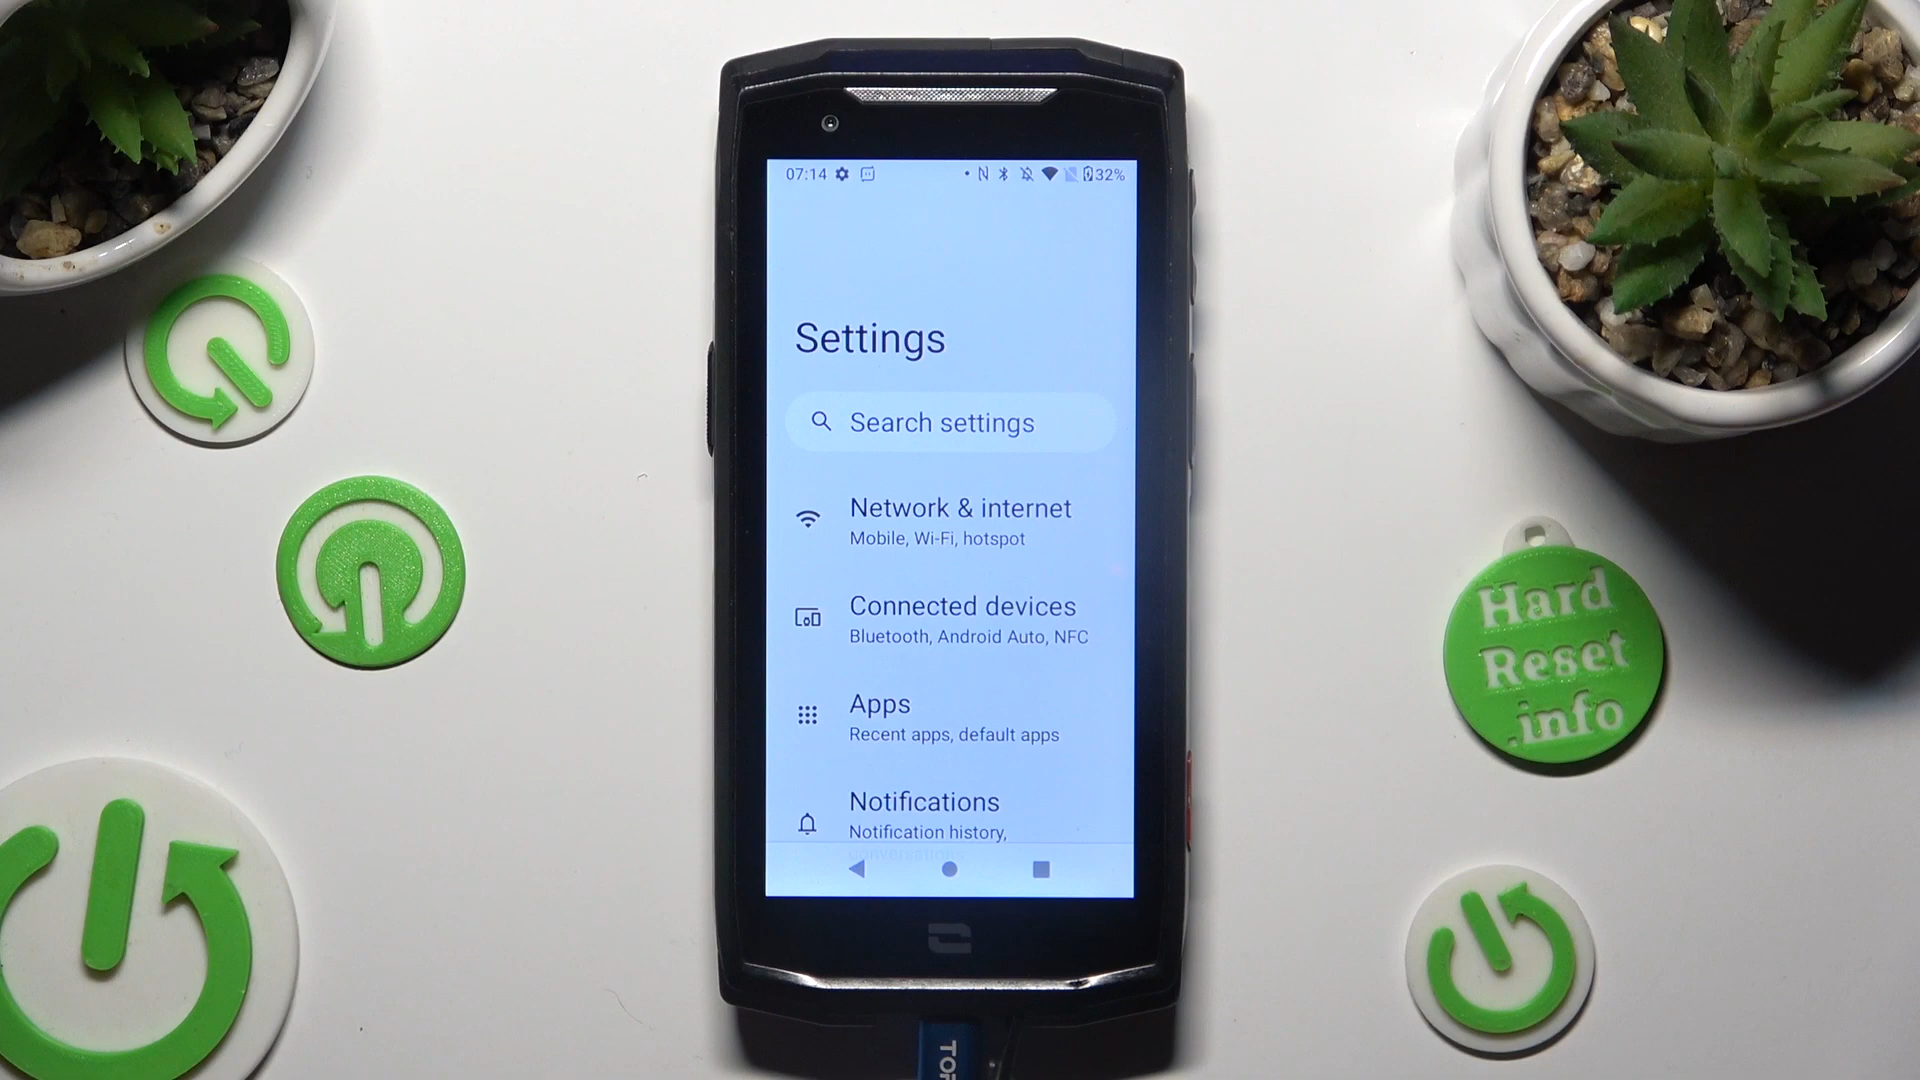 07:14
32%
Settings
Search settings
Network & internet
Mobile, Wi-Fi, hotspot
Connected devices
Bluetooth, Android Auto, NFC
Apps
Recent apps, default apps
Notifications
Notification history,
conversations
Hard
Reset
.info